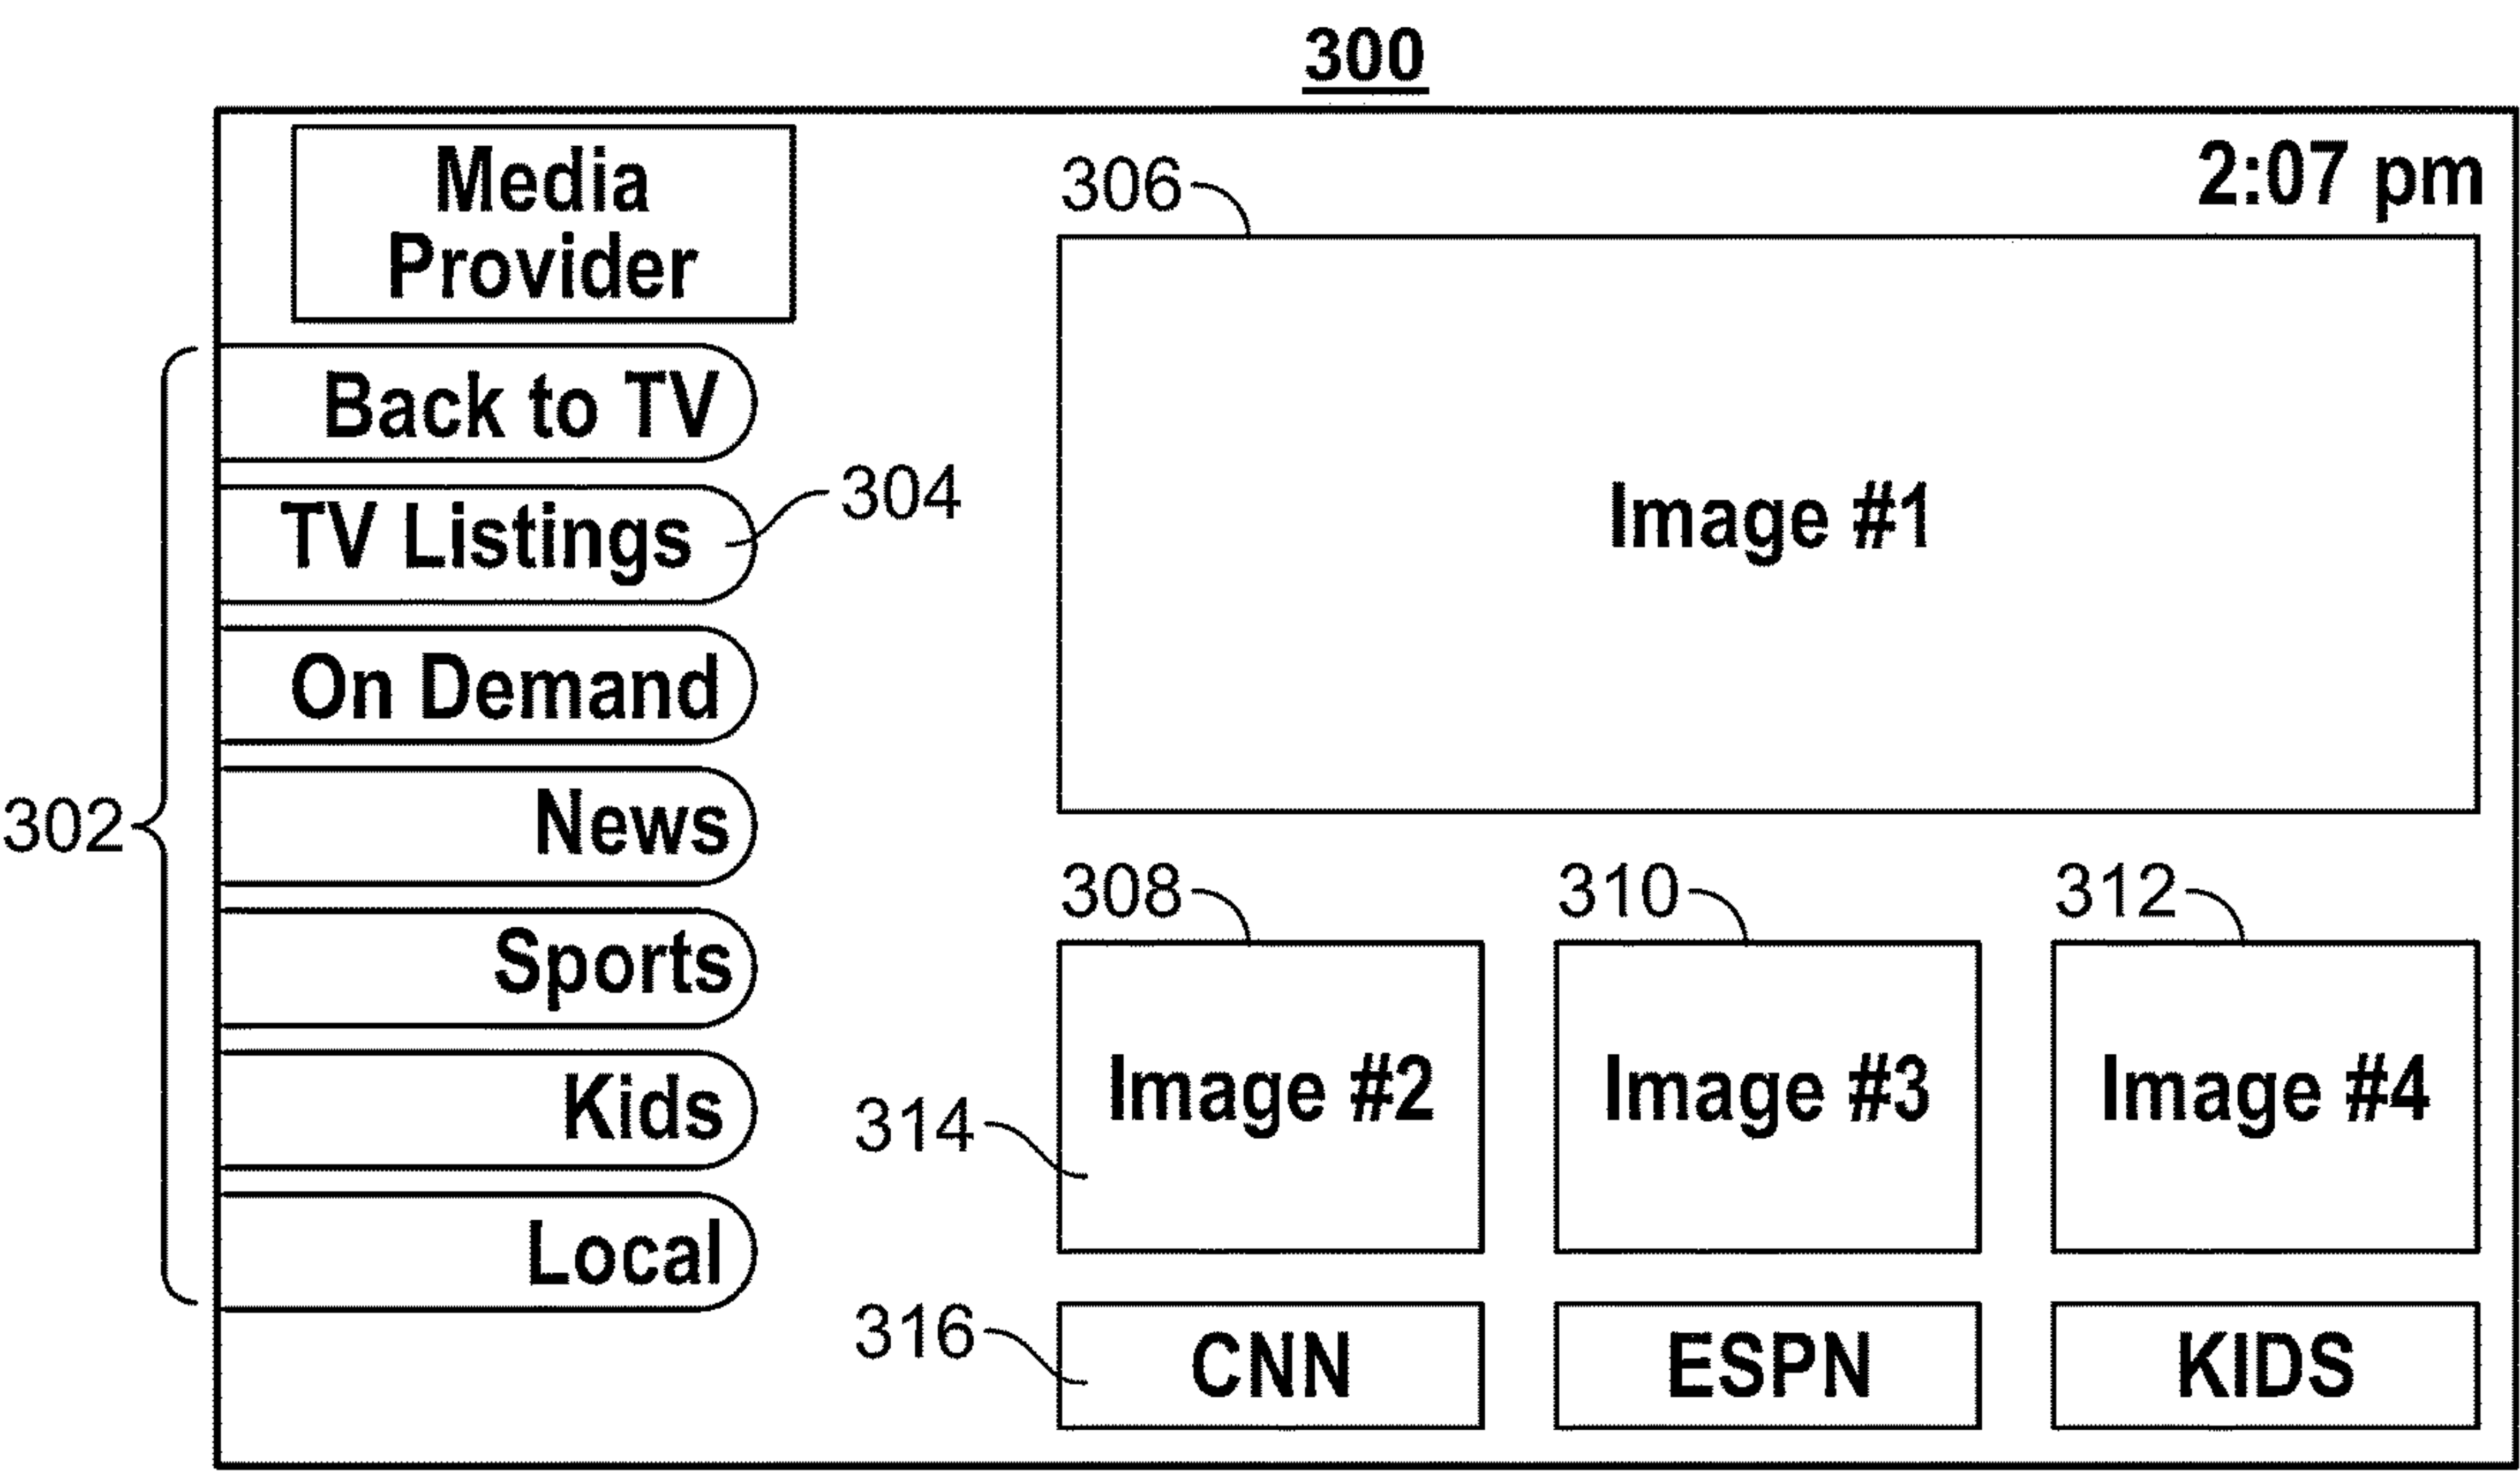 300
Media
Provider
2:07 pm
306
Back to TV
304
TV Listings
Image #1
On Demand
302
News
308
310
312
Sports
Image #2
Image #3
Image #4
Kids
314
Local
316
CNN
ESPN
KIDS